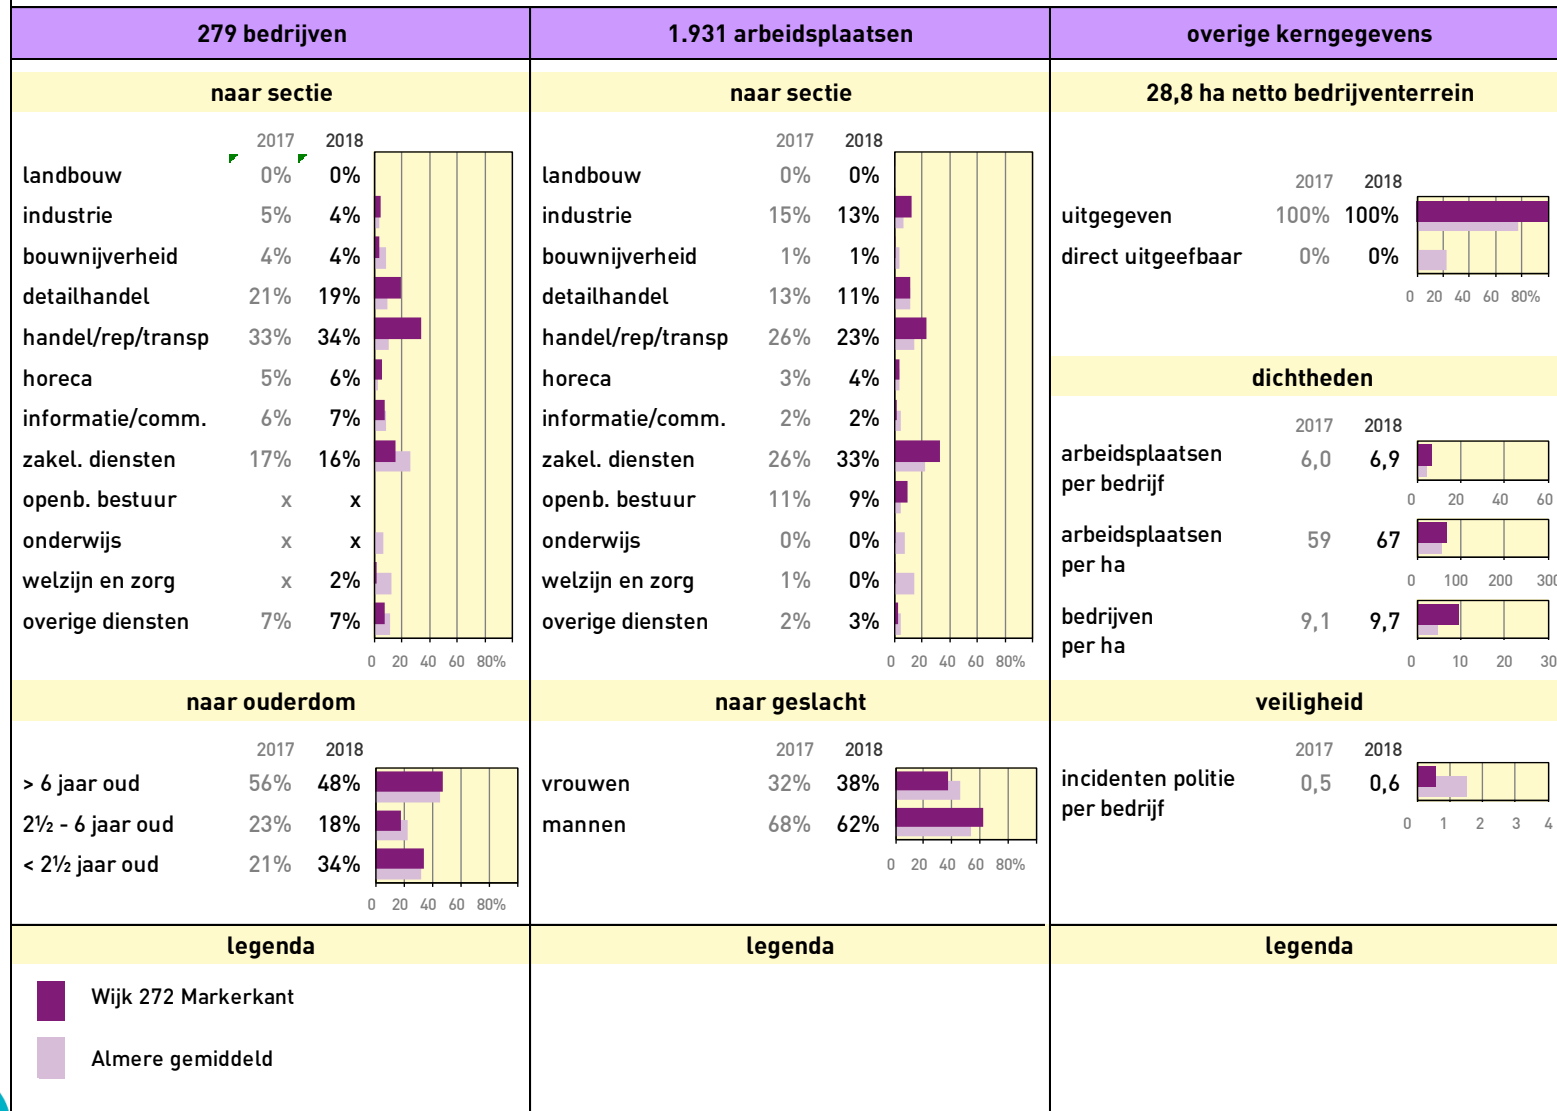 279 bedrijven
naar sectie
2017 2018
landbouw 0% 0%
industrie 5% 4%
bouwnijverheid 4% 4%
detailhandel 21% 19%
handel/rep/transp 33% 34%
horeca 5% 6%
informatie/comm. 6% 7%
zakel. diensten 17% 16%
openb. bestuur x x
onderwijs x x
welzijn en zorg x 2%
overige diensten 7% 7%
0 20 40 60 80%
naar ouderdom
2017 2018
> 6 jaar oud 56% 48%
2½ - 6 jaar oud 23% 18%
< 2½ jaar oud 21% 34%
0 20 40 60 80%
legenda
Wijk 272 Markerkant
Almere gemiddeld
1.931 arbeidsplaatsen
naar sectie
2017 2018
landbouw 0% 0%
industrie 15% 13%
bouwnijverheid 1% 1%
detailhandel 13% 11%
handel/rep/transp 26% 23%
horeca 3% 4%
informatie/comm. 2% 2%
zakel. diensten 26% 33%
openb. bestuur 11% 9%
onderwijs 0% 0%
welzijn en zorg 1% 0%
overige diensten 2% 3%
0 20 40 60 80%
naar geslacht
2017 2018
vrouwen 32% 38%
mannen 68% 62%
0 20 40 60 80%
legenda
overige kerngegevens
28,8 ha netto bedrijventerrein
2017 2018
uitgegeven 100% 100%
direct uitgeefbaar 0% 0%
0 20 40 60 80%
dichtheden
2017 2018
arbeidsplaatsen 6,0 6,9
per bedrijf
0 20 40 60
arbeidsplaatsen 59 67
per ha
0 100 200 300
bedrijven 9,1 9,7
per ha
0 10 20 30
veiligheid
2017 2018
incidenten politie 0,5 0,6
per bedrijf
0 1 2 3 4
legenda